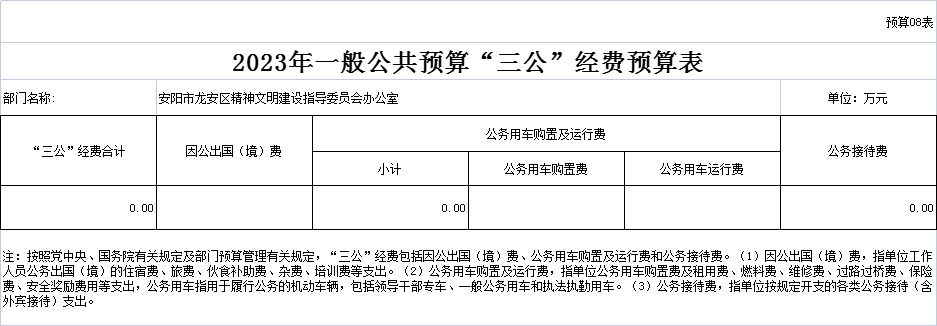 预算08表
2023年一般公共预算“三公”经费预算表
部门名称: 安阳市龙安区精神文明建设指导委员会办公室 单位：万元
“三公”经费合计 因公出国（境）费 公务用车购置及运行费 公务接待费
小计 公务用车购置费 公务用车运行费
0.00 0.00 0.00
注：按照党中央、国务院有关规定及部门预算管理有关规定，“三公”经费包括因公出国（境）费、公务用车购置及运行费和公务接待费。（1）因公出国（境）费，指单位工作
人员公务出国（境）的住宿费、旅费、伙食补助费、杂费、培训费等支出。（2）公务用车购置及运行费，指单位公务用车购置费及租用费、燃料费、维修费、过路过桥费、保险
费、安全奖励费用等支出，公务用车指用于履行公务的机动车辆，包括领导干部专车、一般公务用车和执法执勤用车。（3）公务接待费，指单位按规定开支的各类公务接待（含
外宾接待）支出。